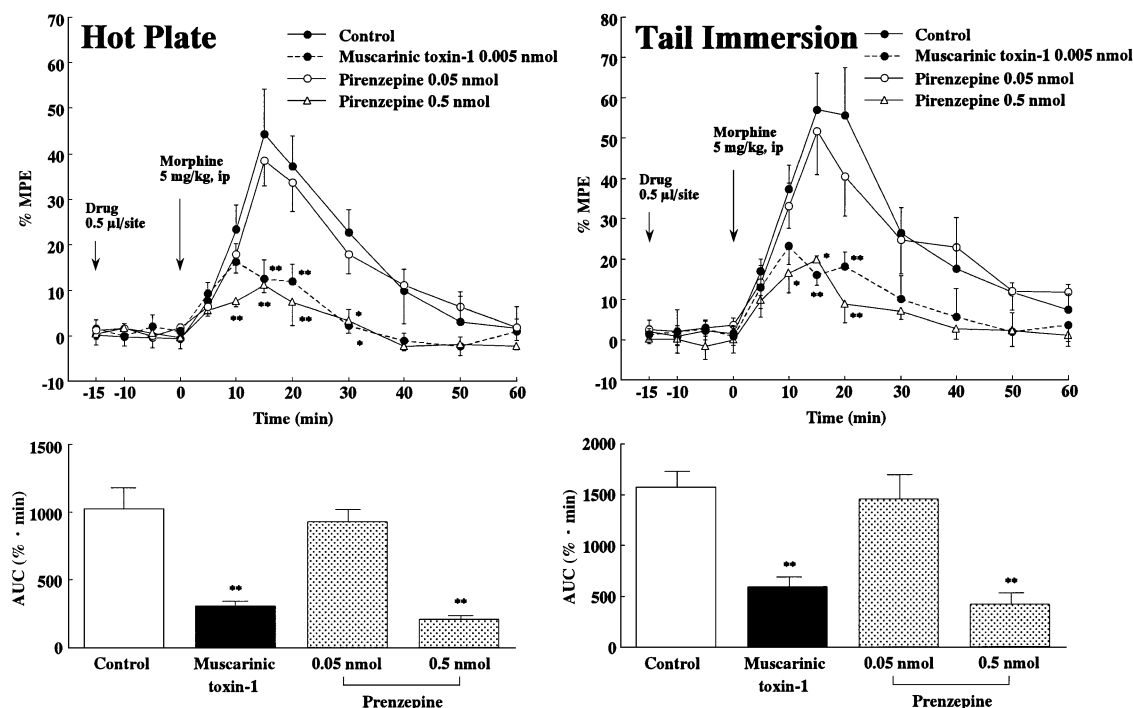 Hot Plate
Control
Muscarinic toxin-1 0.005 nmol
Pirenzepine 0.05 nmol
Pirenzepine 0.5 nmol
70
60
50
40
30
20
10
0
-10
% MPE
Drug
0.5 µl/site
Morphine
5 mg/kg, ip
** ** ** ** ** * *
-15 -10 0 10 20 30 40 50 60
Time (min)
Tail Immersion
Control
Muscarinic toxin-1 0.005 nmol
Pirenzepine 0.05 nmol
Pirenzepine 0.5 nmol
80
70
60
50
40
30
20
10
0
-10
% MPE
Drug
0.5 µl/site
Morphine
5 mg/kg, ip
* * ** ** **
-15 -10 0 10 20 30 40 50 60
Time (min)
1500
1000
500
0
AUC (% · min)
** **
Control Muscarinic 0.05 nmol 0.5 nmol
toxin-1
Prenzepine
2000
1500
1000
500
0
AUC (% · min)
** **
Control Muscarinic 0.05 nmol 0.5 nmol
toxin-1
Prenzepine